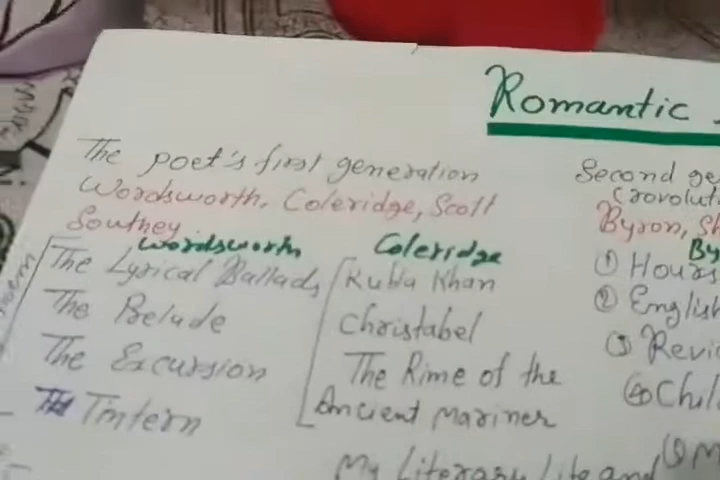 Romantic
The poet's first generation
Wordsworth, Coleridge, Scott
Southey
Wordsworth
The Lyrical Ballads
The Prelude
The Excursion
Tintern
Coleridge
Kubla Khan
Christabel
The Rime of the
Ancient Mariner
My Literary Life and
Second ge
(rovoluti
Byron, Sh
By
① Hours
② English
③ Revi
④ Chil